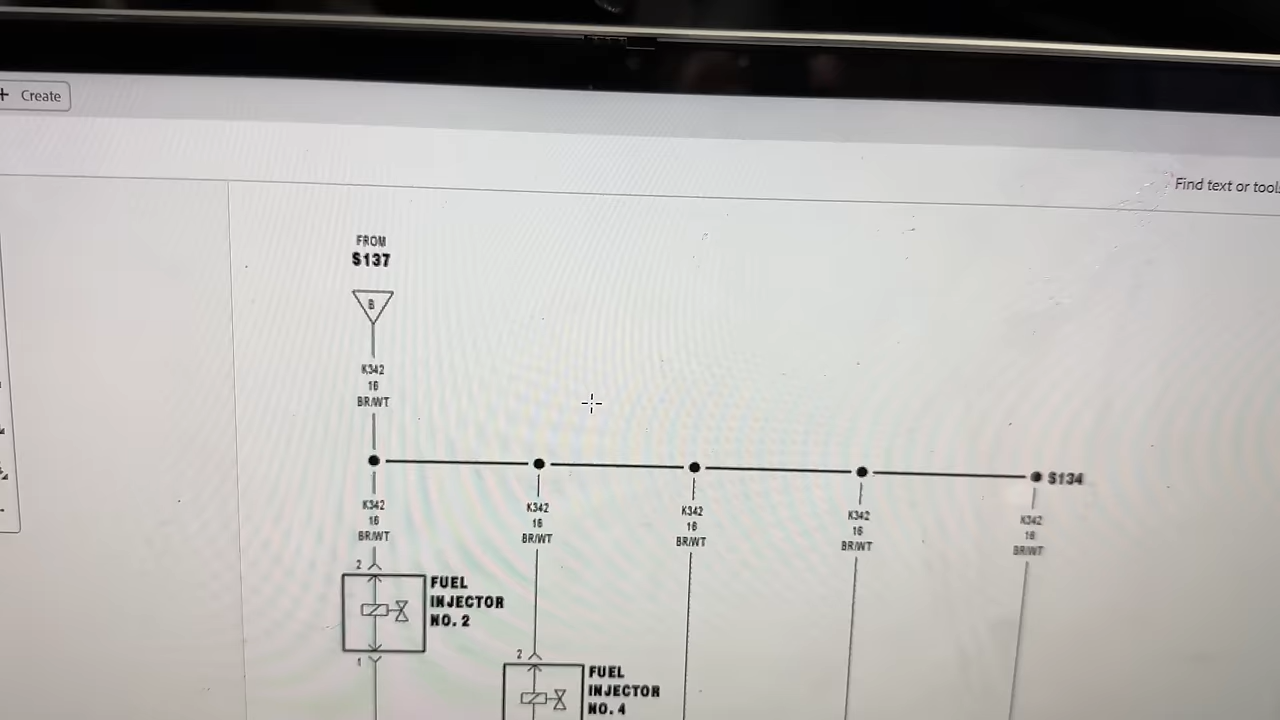 + Create
Find text or tools
FROM
S137
B
K342
16
BR/WT
S134
K342
16
BR/WT
K342
16
BR/WT
K342
16
BR/WT
K342
16
BR/WT
K342
16
BR/WT
2
FUEL
INJECTOR
NO. 2
1
2
FUEL
INJECTOR
NO. 4